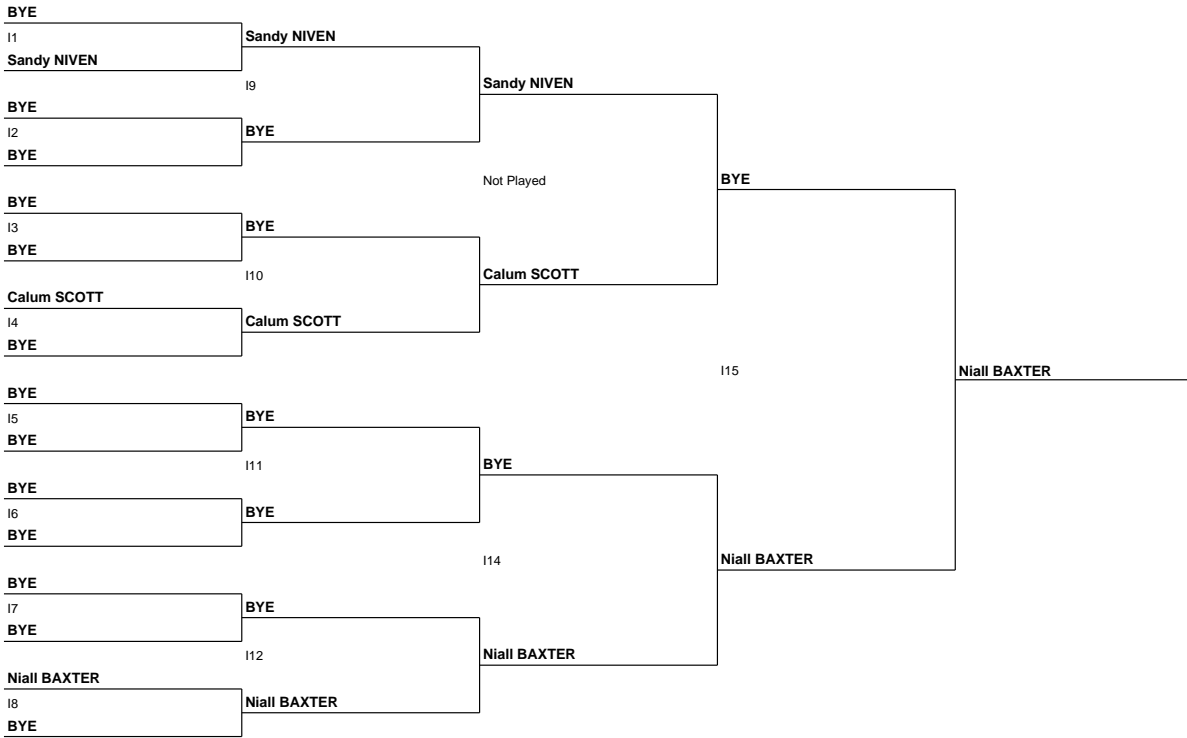 BYE
I1
Sandy NIVEN
BYE
I2
BYE
BYE
I3
BYE
Calum SCOTT
I4
BYE
BYE
I5
BYE
BYE
I6
BYE
BYE
I7
BYE
Niall BAXTER
I8
BYE
Sandy NIVEN
I9
BYE
BYE
I10
Calum SCOTT
BYE
I11
BYE
BYE
I12
Niall BAXTER
Sandy NIVEN
Not Played
Calum SCOTT
BYE
I14
Niall BAXTER
BYE
I15
Niall BAXTER
Niall BAXTER